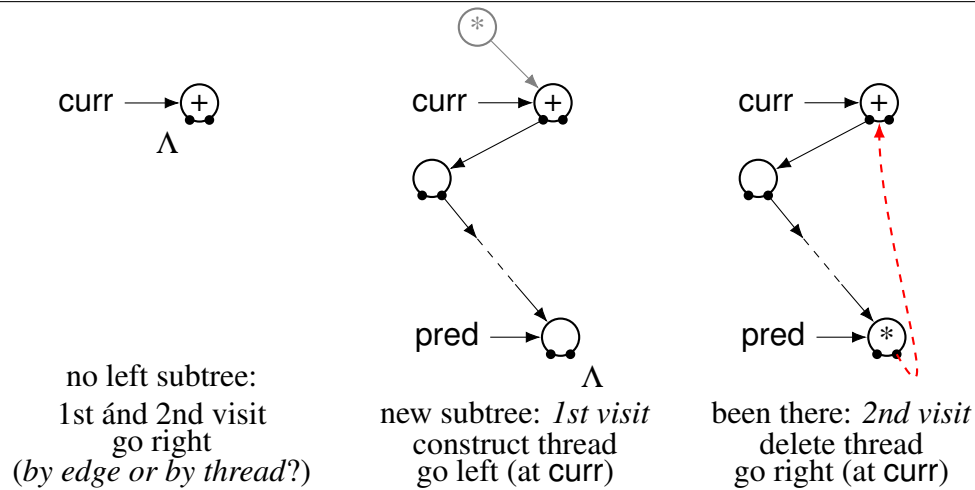 *
curr
+
Λ
curr
+
pred
Λ
curr
+
pred
*
no left subtree:
1st ánd 2nd visit
go right
(by edge or by thread?)
new subtree: 1st visit
construct thread
go left (at curr)
been there: 2nd visit
delete thread
go right (at curr)